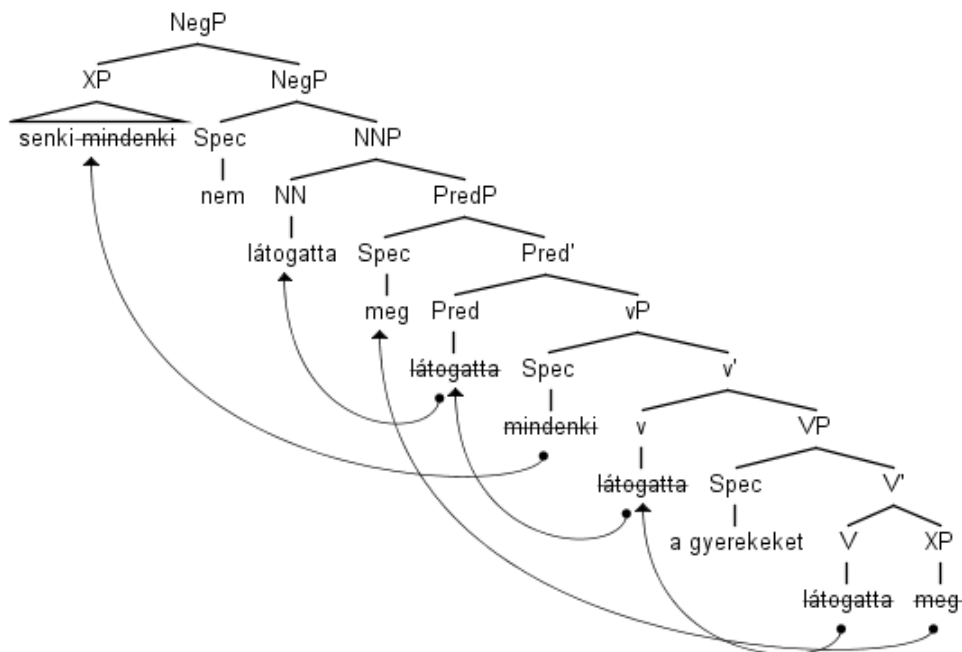 NegP
XP NegP
senki ~~mindenki~~ Spec NNP
nem NN PredP
látogatta Spec Pred'
meg Pred vP
~~látogatta~~ Spec v'
~~mindenki~~ v VP
~~látogatta~~ Spec V'
a gyerekeket V XP
~~látogatta~~ ~~meg~~